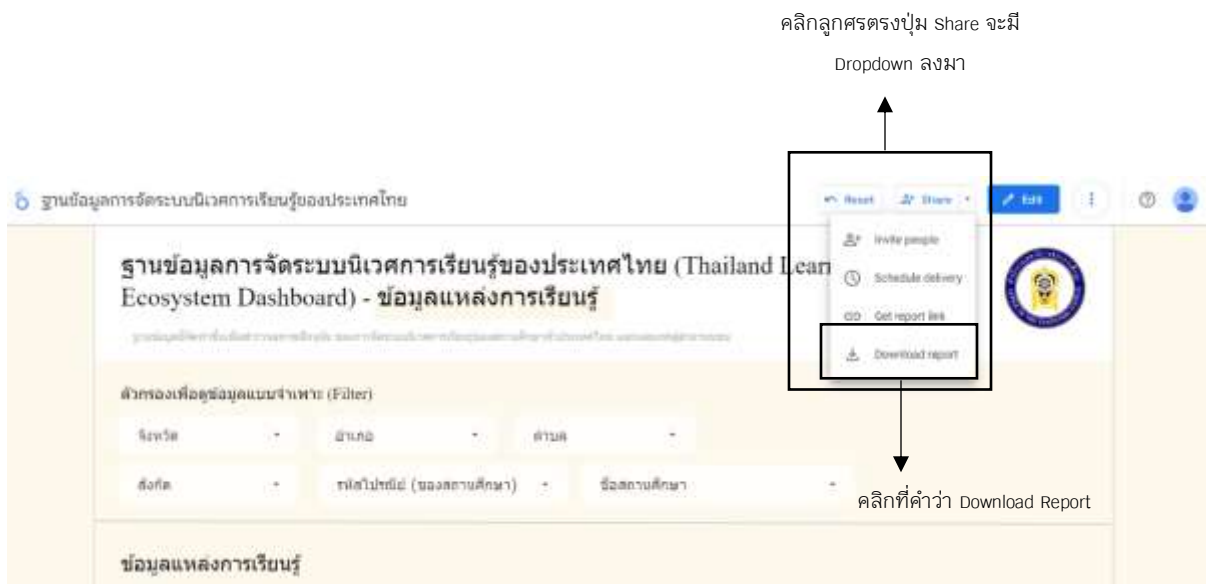 คลิกลูกศรตรงปุ่ม Share จะมี
Dropdown ลงมา
ฐานข้อมูลการจัดระบบนิเวศการเรียนรู้ของประเทศไทย
Reset
Share
Edit
Invite people
Schedule delivery
Get report link
Download report
ฐานข้อมูลการจัดระบบนิเวศการเรียนรู้ของประเทศไทย (Thailand Lear
Ecosystem Dashboard) - ข้อมูลแหล่งการเรียนรู้
ตัวกรองเพื่อดูข้อมูลแบบจำเพาะ (Filter)
จังหวัด
อำเภอ
ตำบล
สังกัด
รหัสไปรณีย์ (ของสถานศึกษา)
ชื่อสถานศึกษา
คลิกที่คำว่า Download Report
ข้อมูลแหล่งการเรียนรู้